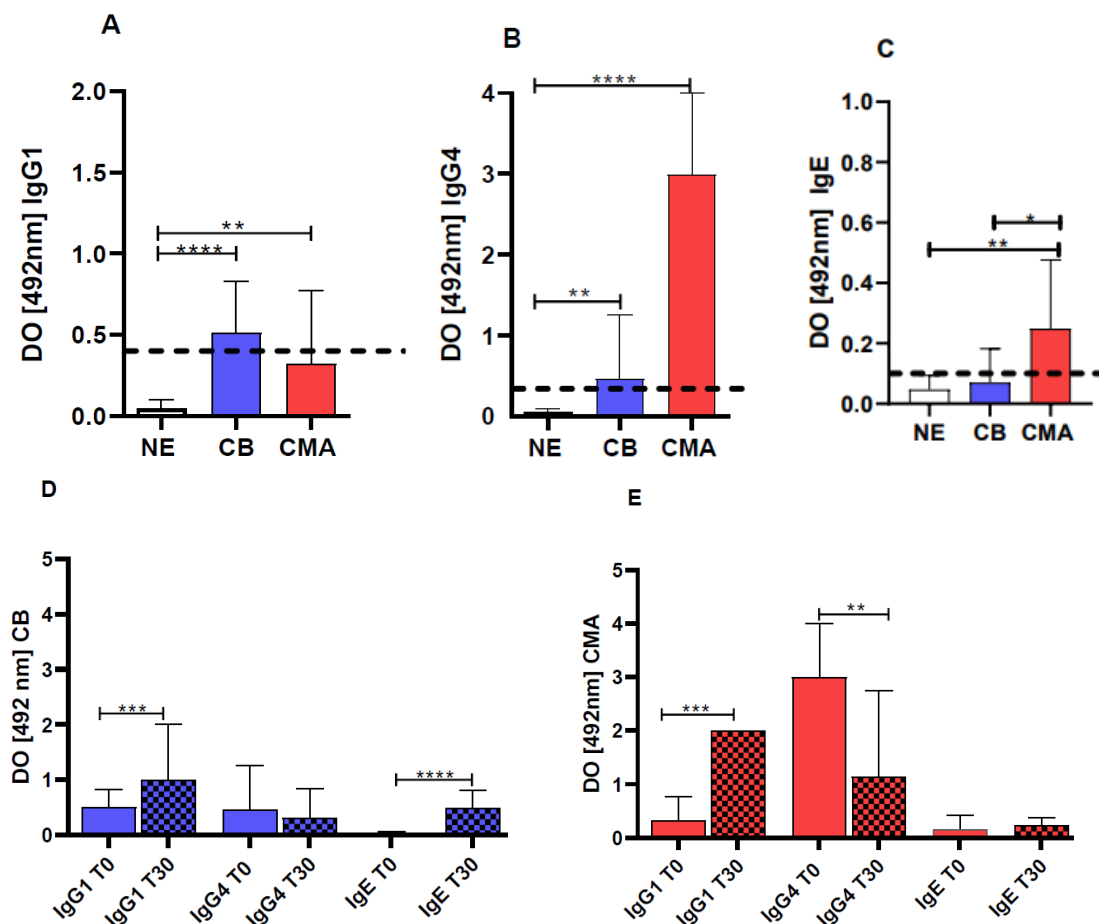 A
DO [492nm] IgG1
2.0
1.5
1.0
0.5
0.0
**
****
NE CB CMA
B
DO [492nm] IgG4
4
3
2
1
0
****
**
NE CB CMA
C
DO [492nm] IgE
1.0
0.8
0.6
0.4
0.2
0.0
*
**
NE CB CMA
D
DO [492 nm] CB
5
4
3
2
1
0
***
****
IgG1 T0
IgG1 T30
IgG4 T0
IgG4 T30
IgE T0
IgE T30
E
DO [492nm] CMA
5
4
3
2
1
0
***
**
IgG1 T0
IgG1 T30
IgG4 T0
IgG4 T30
IgE T0
IgE T30